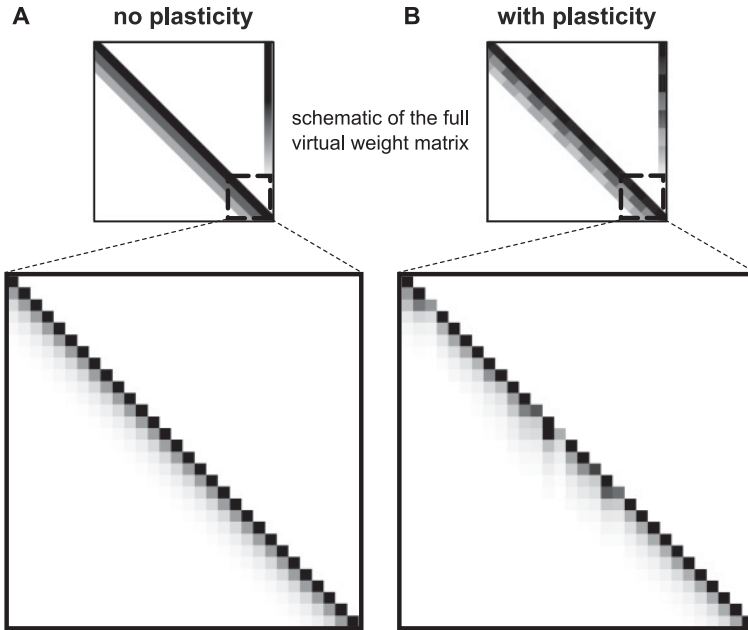 A no plasticity
B with plasticity
schematic of the full
virtual weight matrix